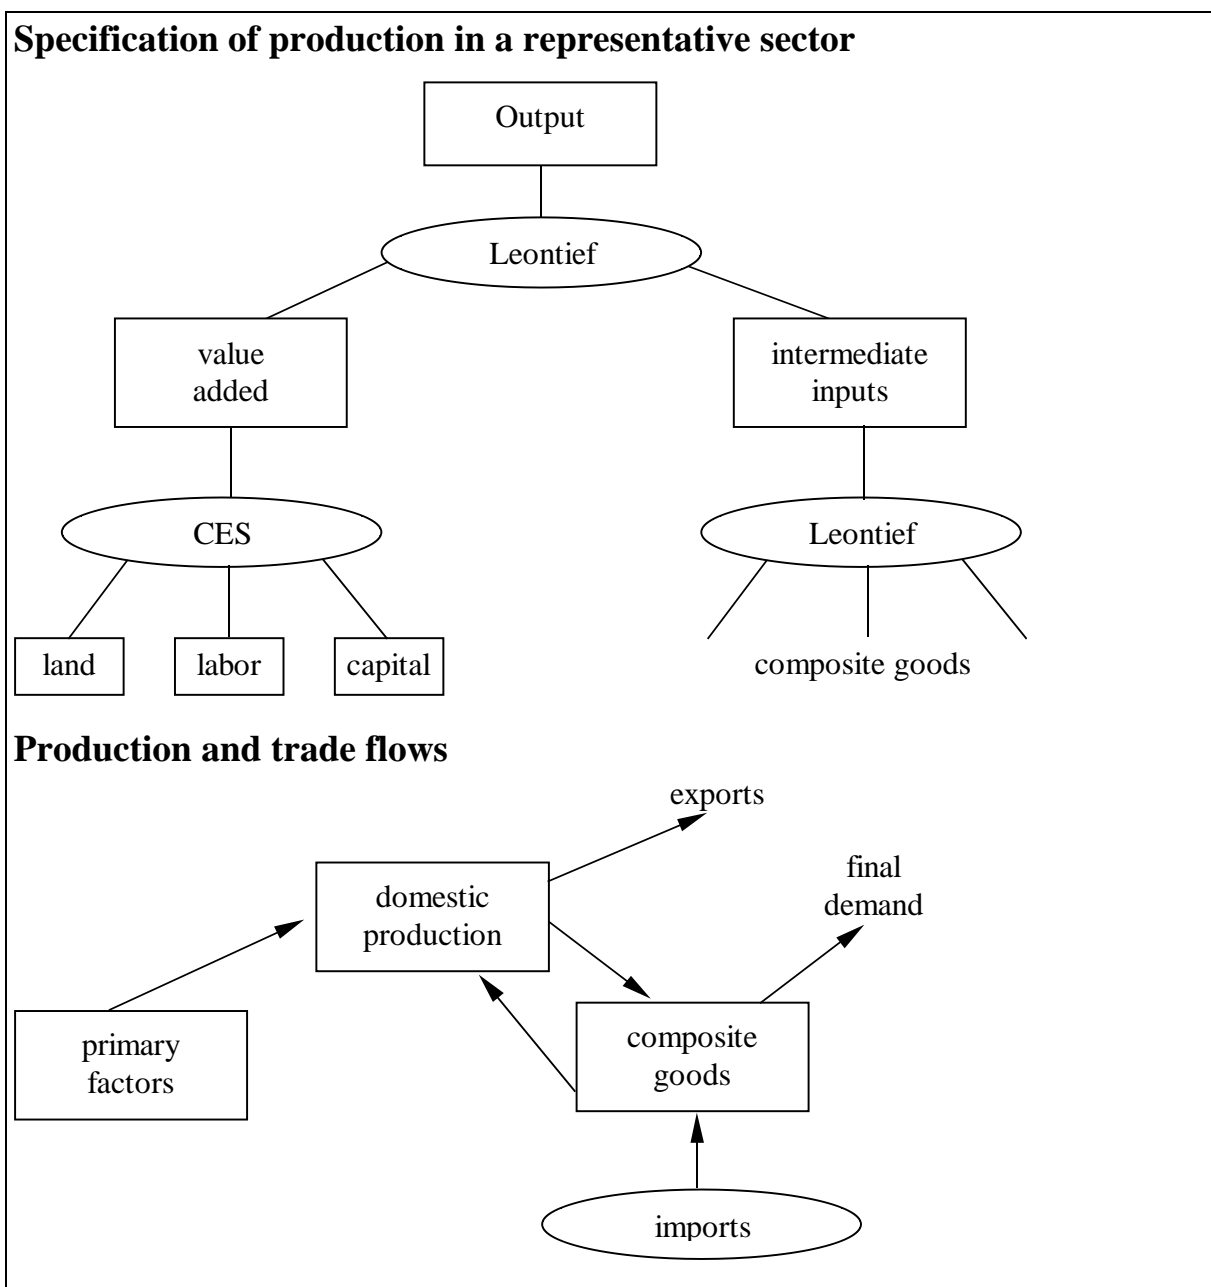 Specification of production in a representative sector
Output
Leontief
value
added
intermediate
inputs
CES
Leontief
land
labor
capital
composite goods
Production and trade flows
exports
final
demand
domestic
production
primary
factors
composite
goods
imports